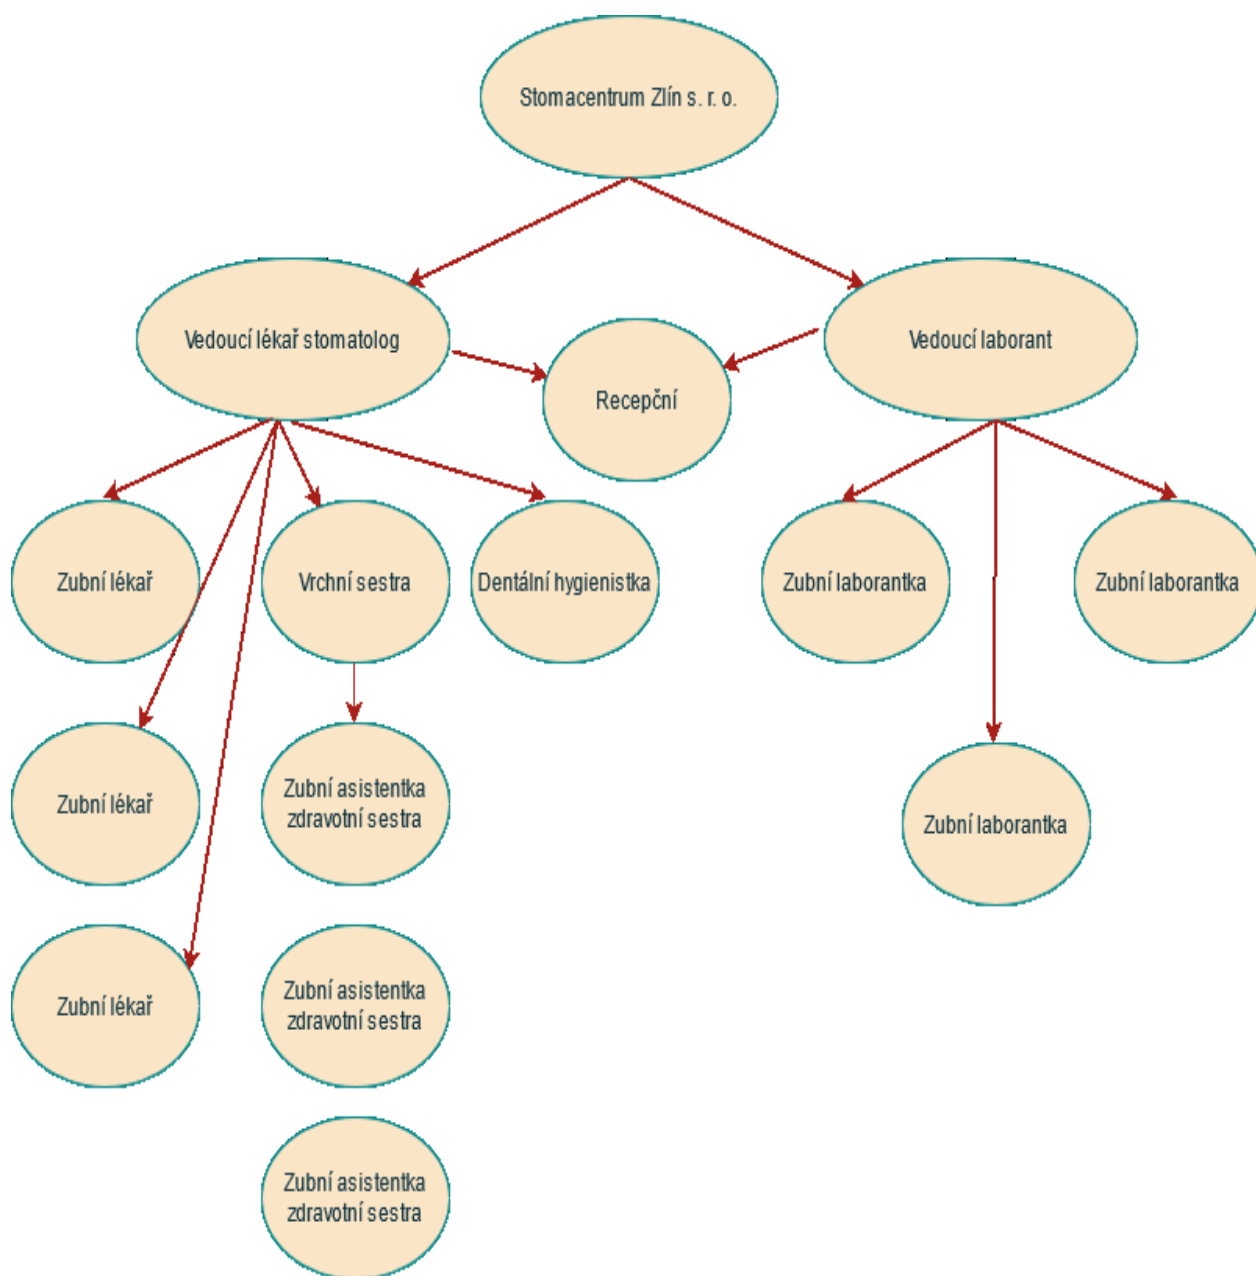 Stomacentrum Zlín s. r. o.
Vedoucí lékař stomatolog
Recepční
Vedoucí laborant
Zubní lékař
Vrchní sestra
Dentální hygienistka
Zubní laborantka
Zubní laborantka
Zubní lékař
Zubní asistentka
zdravotní sestra
Zubní laborantka
Zubní lékař
Zubní asistentka
zdravotní sestra
Zubní asistentka
zdravotní sestra